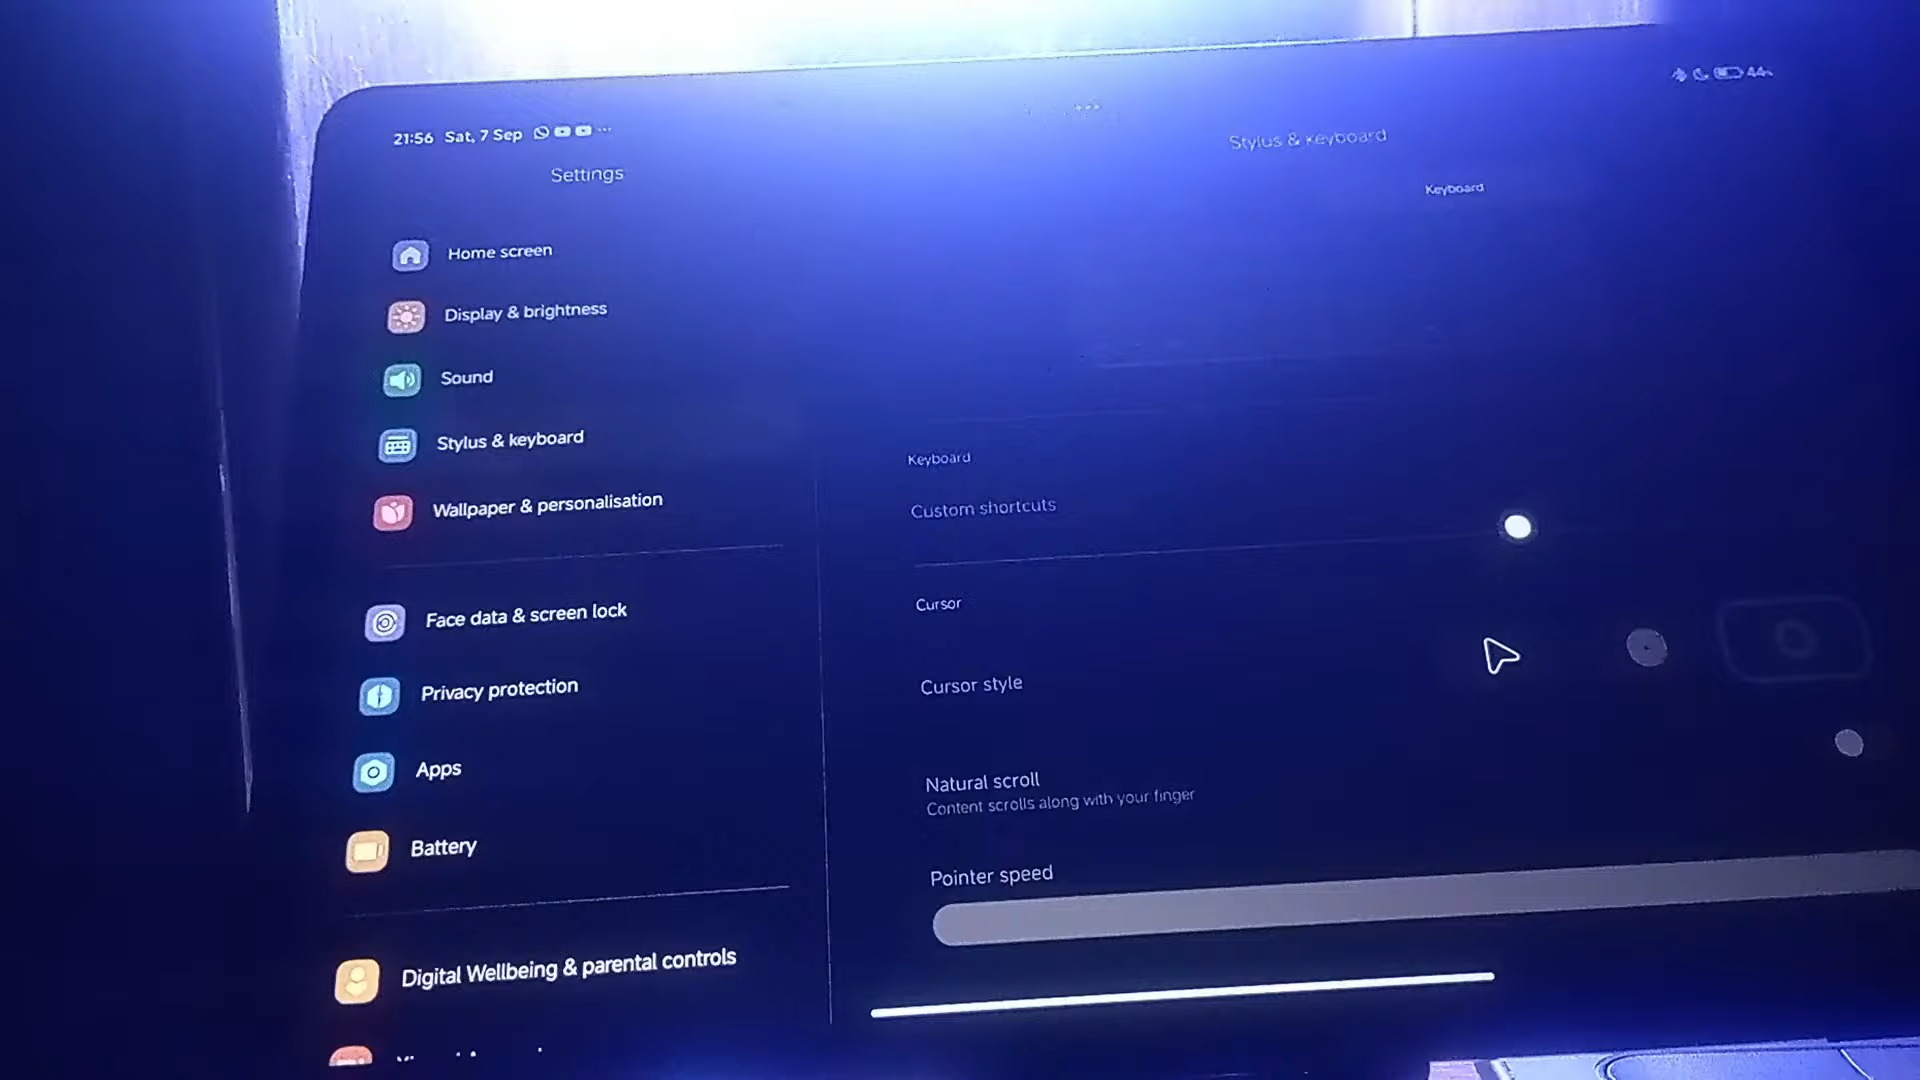 21:56 Sat, 7 Sep
44%
Settings
Stylus & keyboard
Keyboard
Home screen
Display & brightness
Sound
Stylus & keyboard
Wallpaper & personalisation
Face data & screen lock
Privacy protection
Apps
Battery
Digital Wellbeing & parental controls
Keyboard
Custom shortcuts
Cursor
Cursor style
Natural scroll
Content scrolls along with your finger
Pointer speed